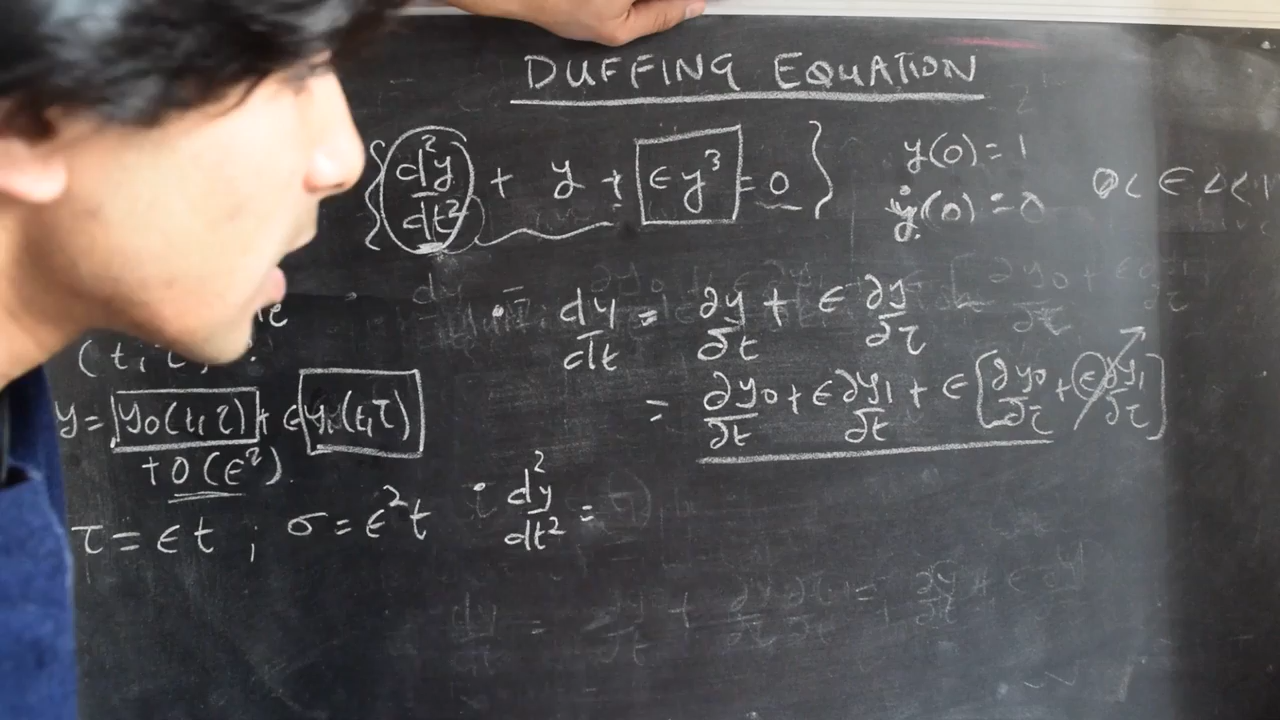 DUFFING EQUATION
{ d²y/dt² + y + ϵy³ = 0 } y(0) = 1
ẏ(0) = 0
0 < ϵ <<
dy/dt = ∂y/∂t + ϵ ∂y/∂τ
= ∂y₀/∂t + ϵ ∂y₁/∂t + ϵ [ ∂y₀/∂τ + ϵ ∂y₁/∂τ ]
y = y₀(t,τ) + ϵ y₁(t,τ)
+ O(ϵ²).
τ = ϵt ; σ = ϵ²t
d²y/dt² =